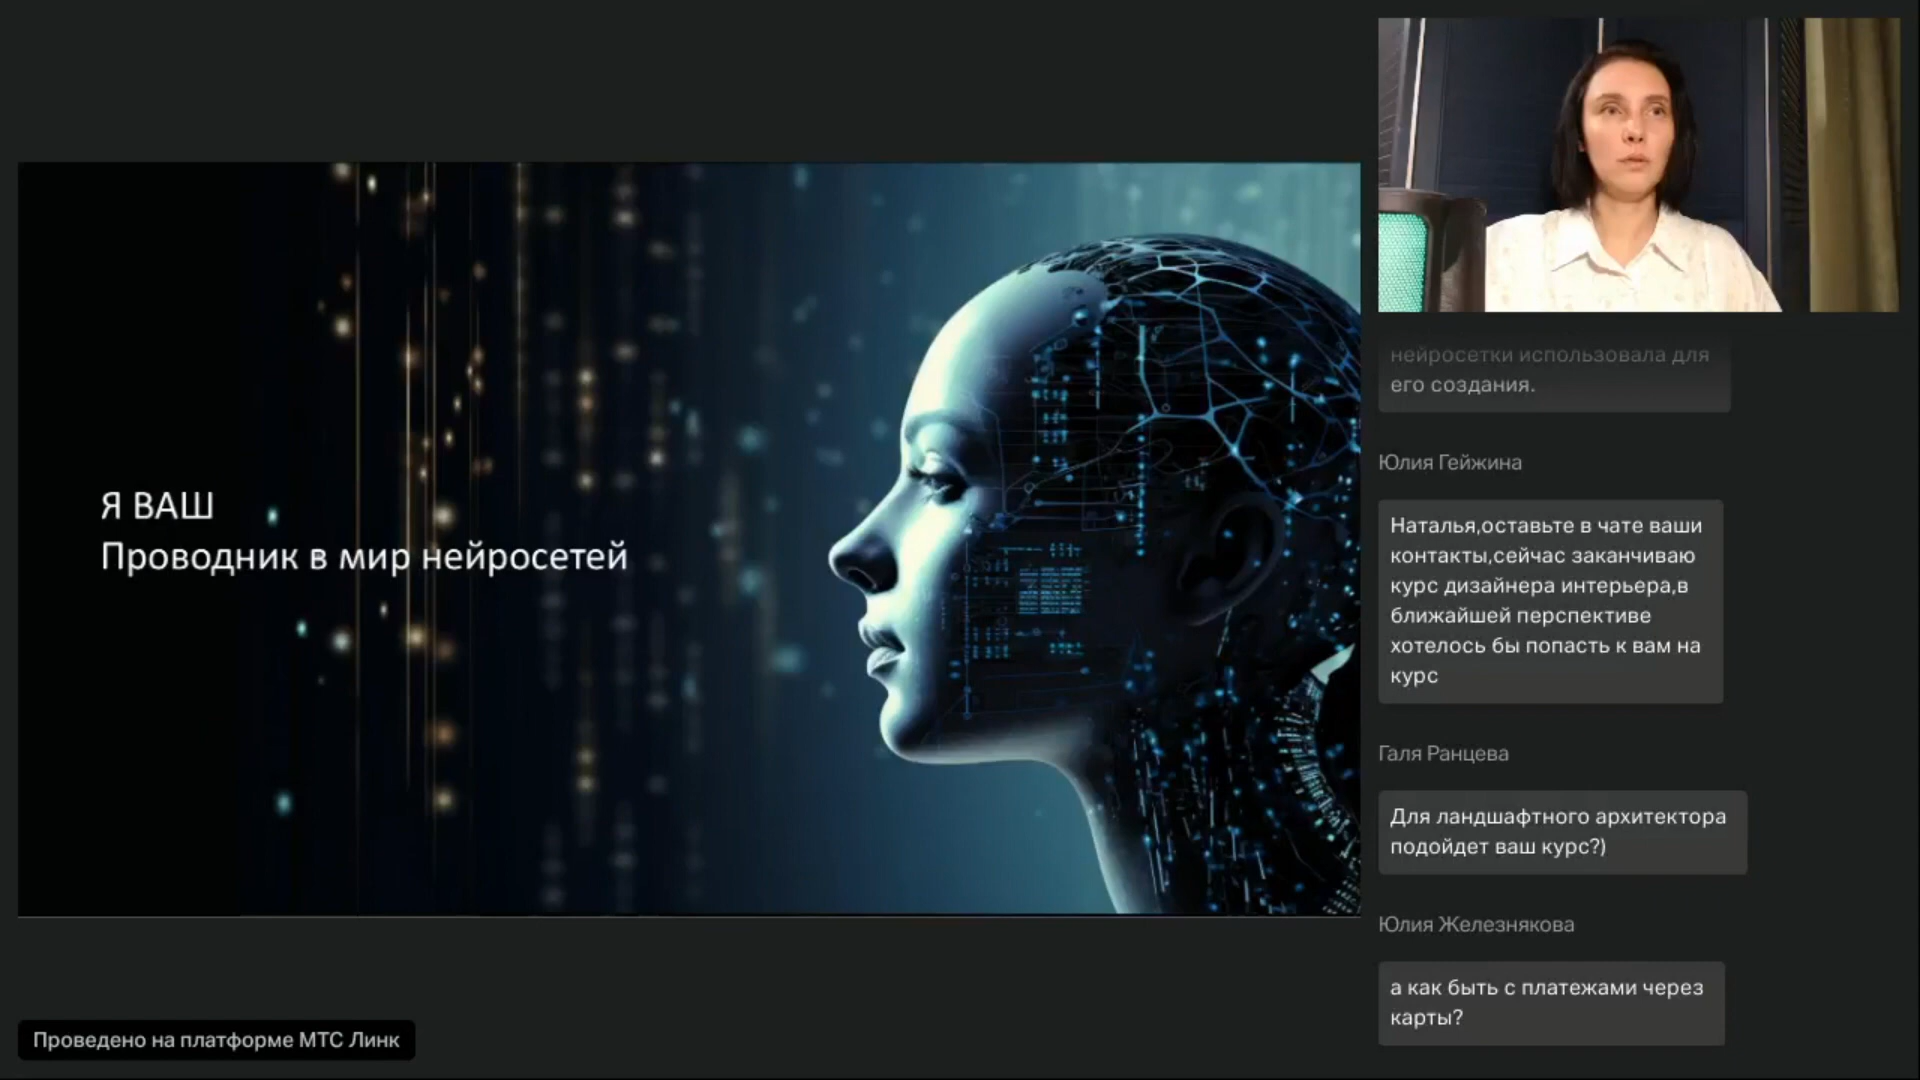 Я ВАШ
Проводник в мир нейросетей
Проведено на платформе МТС Линк
нейросетки использовала для
его создания.
Юлия Гейжина
Наталья,оставьте в чате ваши
контакты,сейчас заканчиваю
курс дизайнера интерьера,в
ближайшей перспективе
хотелось бы попасть к вам на
курс
Галя Ранцева
Для ландшафтного архитектора
подойдет ваш курс?)
Юлия Железнякова
а как быть с платежами через
карты?